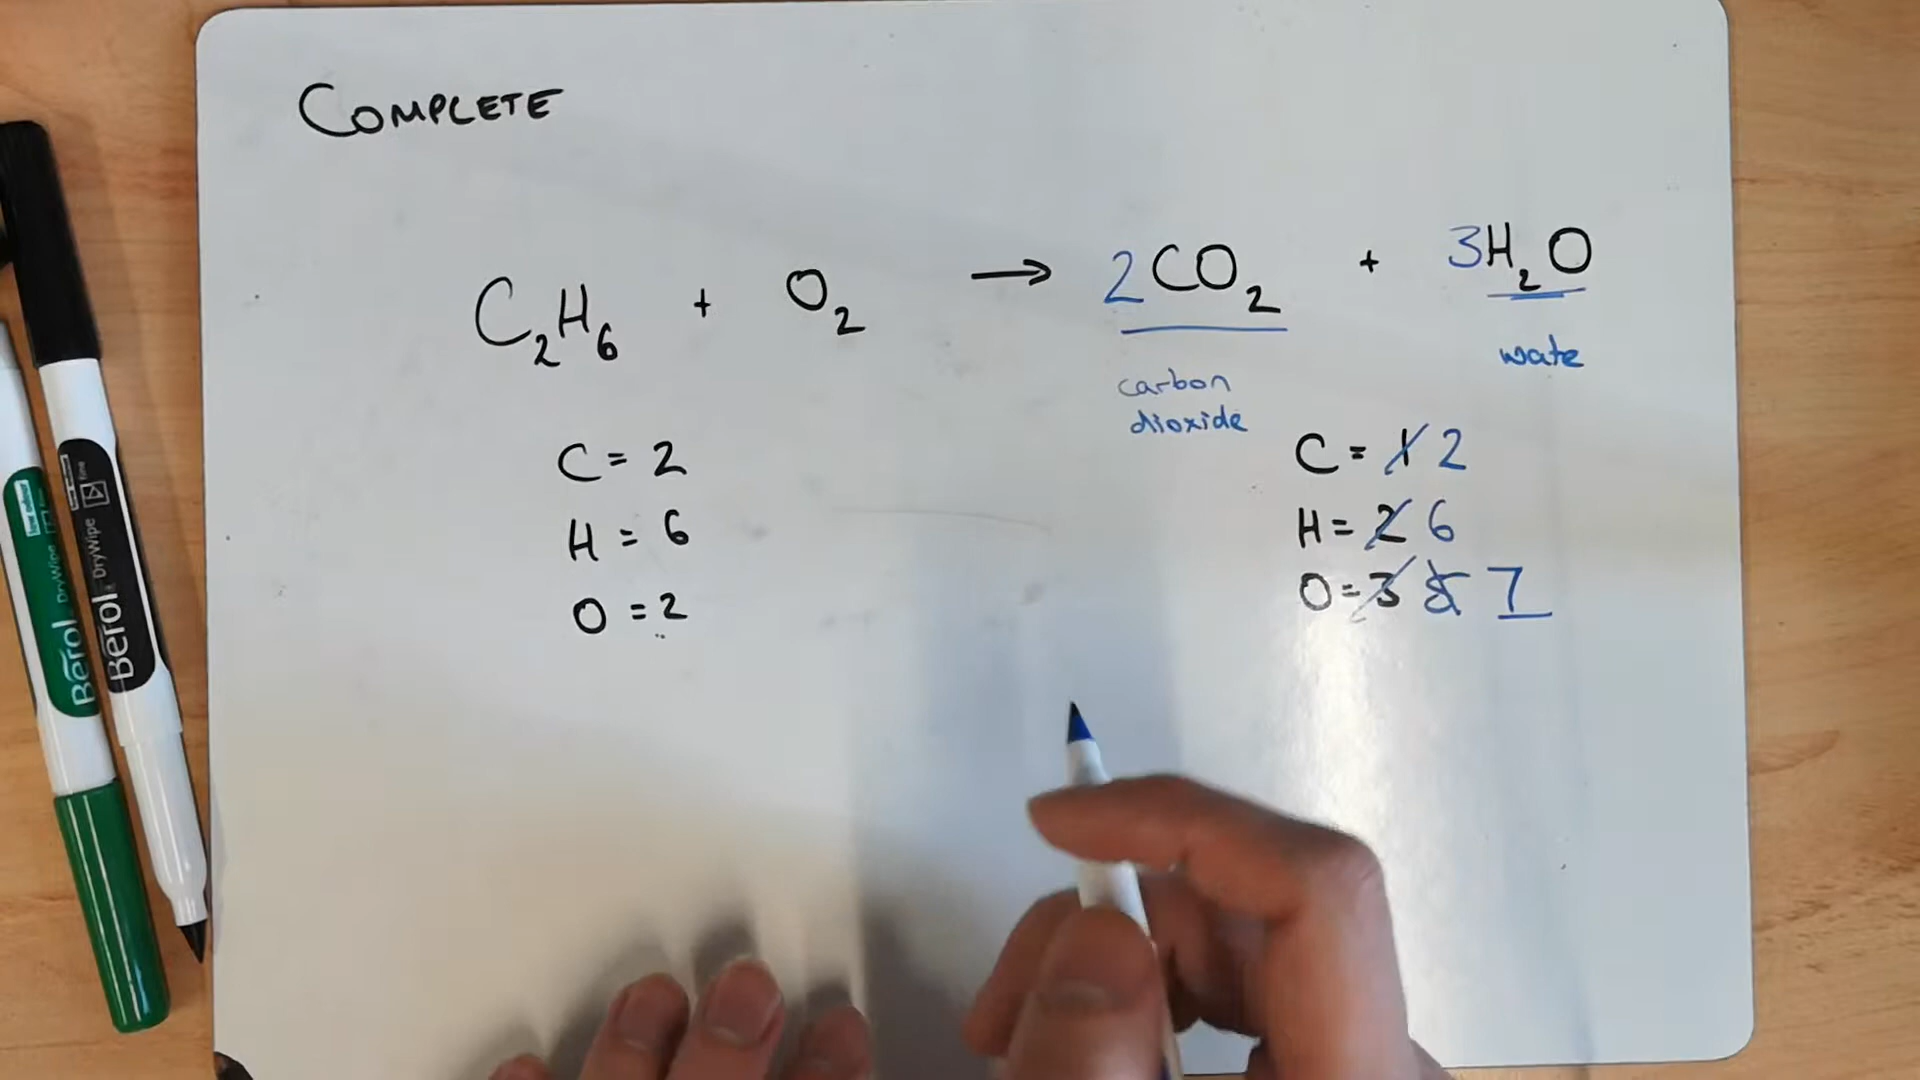 COMPLETE
C₂H₆ + O₂ → 2CO₂ + 3H₂O
carbon dioxide
wate
C = 2
H = 6
O = 2
C = 1 2
H = 2 6
O = 3 5 7
Berol DryWipe
Berol DryWipe